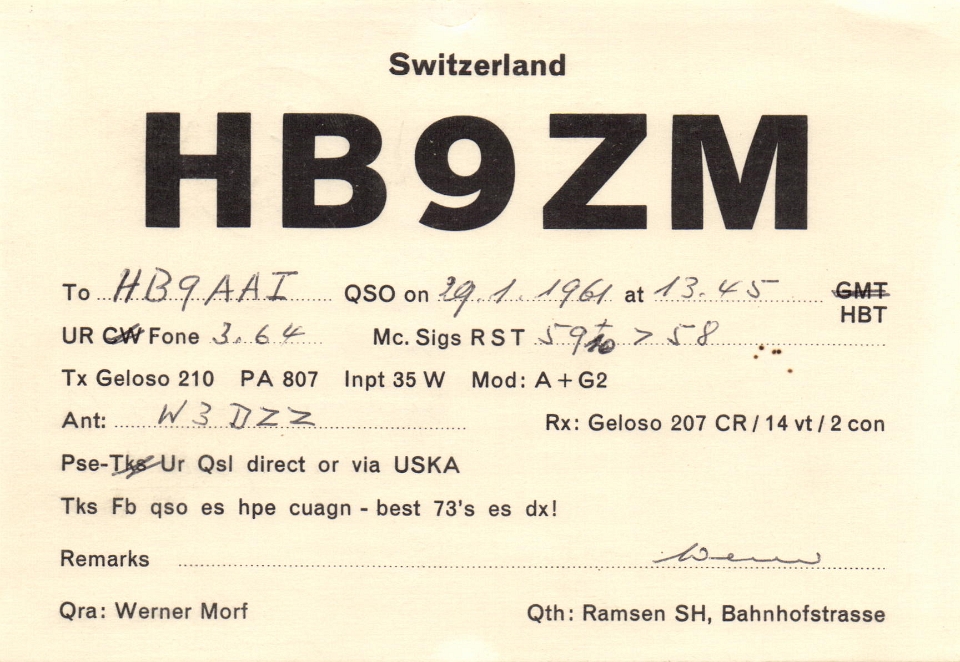 Switzerland
HB9ZM
To HB9AAI QSO on 29.1.1961 at 13.45 GMT
HBT
UR CW Fone 3.64 Mc. Sigs RST 59+10 > 58
Tx Geloso 210 PA 807 Inpt 35 W Mod: A + G2
Ant: W3DZZ Rx: Geloso 207 CR / 14 vt / 2 con
Pse-Tks Ur Qsl direct or via USKA
Tks Fb qso es hpe cuagn - best 73's es dx!
Remarks Werner
Qra: Werner Morf Qth: Ramsen SH, Bahnhofstrasse